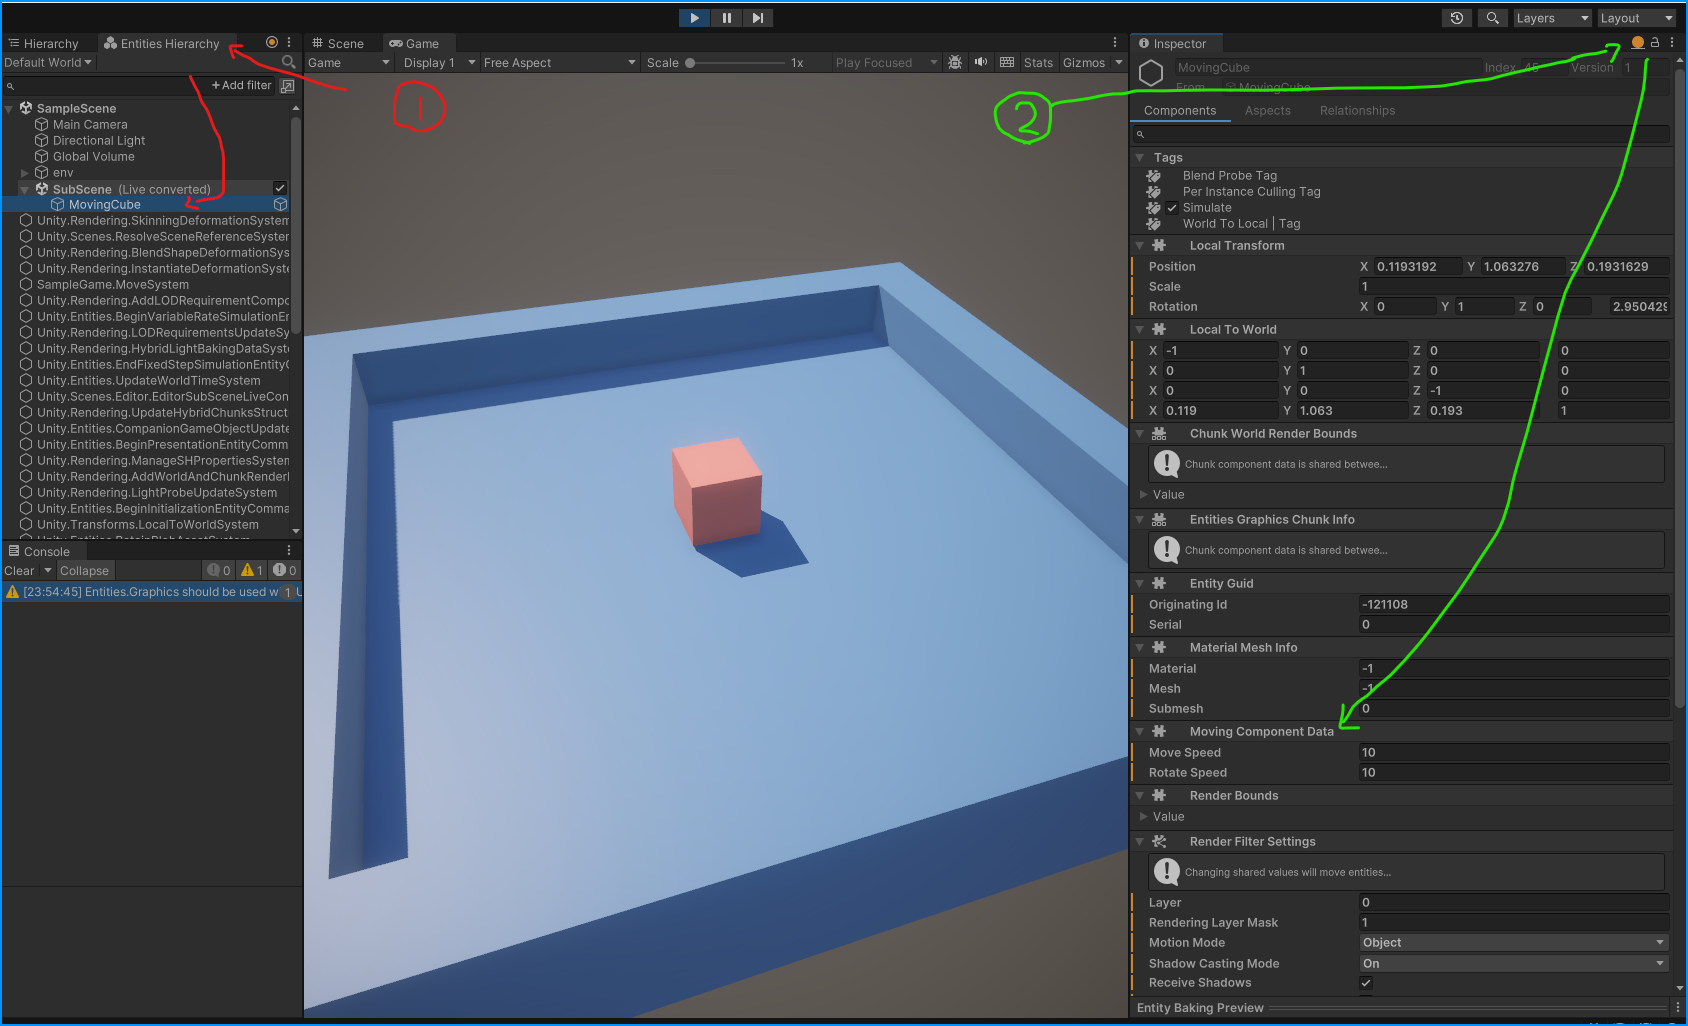 Layers
Layout
Hierarchy
Entities Hierarchy
Scene
Game
Inspector
Default World
Game
Display 1
Free Aspect
Scale
1x
Play Focused
Stats
Gizmos
+ Add filter
1
2
SampleScene
Main Camera
Directional Light
Global Volume
env
SubScene (Live converted)
MovingCube
Unity.Rendering.SkinningDeformationSystem
Unity.Scenes.ResolveSceneReferenceSyster
Unity.Rendering.BlendShapeDeformationSys
Unity.Rendering.InstantiateDeformationSyst
SampleGame.MoveSystem
Unity.Rendering.AddLODRequirementCompc
Unity.Entities.BeginVariableRateSimulationEr
Unity.Rendering.LODRequirementsUpdateSy
Unity.Rendering.HybridLightBakingDataSyst
Unity.Entities.EndFixedStepSimulationEntityC
Unity.Entities.UpdateWorldTimeSystem
Unity.Scenes.Editor.EditorSubSceneLiveCon
Unity.Rendering.UpdateHybridChunksStruct
Unity.Entities.CompanionGameObjectUpdate
Unity.Entities.BeginPresentationEntityComm
Unity.Rendering.ManageSHPropertiesSystem
Unity.Rendering.AddWorldAndChunkRenderl
Unity.Rendering.LightProbeUpdateSystem
Unity.Entities.BeginInitializationEntityComma
Unity.Transforms.LocalToWorldSystem
Console
Clear
Collapse
0
1
0
[23:54:45] Entities.Graphics should be used w
1
MovingCube
Index 45
Version 1
From
MovingCube
Components
Aspects
Relationships
Tags
Blend Probe Tag
Per Instance Culling Tag
Simulate
World To Local | Tag
Local Transform
Position X 0.1193192 Y 1.063276 Z 0.1931629
Scale 1
Rotation X 0 Y 1 Z 0 2.950429
Local To World
X -1 Y 0 Z 0 0
X 0 Y 1 Z 0 0
X 0 Y 0 Z -1 0
X 0.119 Y 1.063 Z 0.193 1
Chunk World Render Bounds
Chunk component data is shared betwee...
Value
Entities Graphics Chunk Info
Chunk component data is shared betwee...
Entity Guid
Originating Id -121108
Serial 0
Material Mesh Info
Material -1
Mesh -1
Submesh 0
Moving Component Data
Move Speed 10
Rotate Speed 10
Render Bounds
Value
Render Filter Settings
Changing shared values will move entities...
Layer 0
Rendering Layer Mask 1
Motion Mode Object
Shadow Casting Mode On
Receive Shadows
Entity Baking Preview